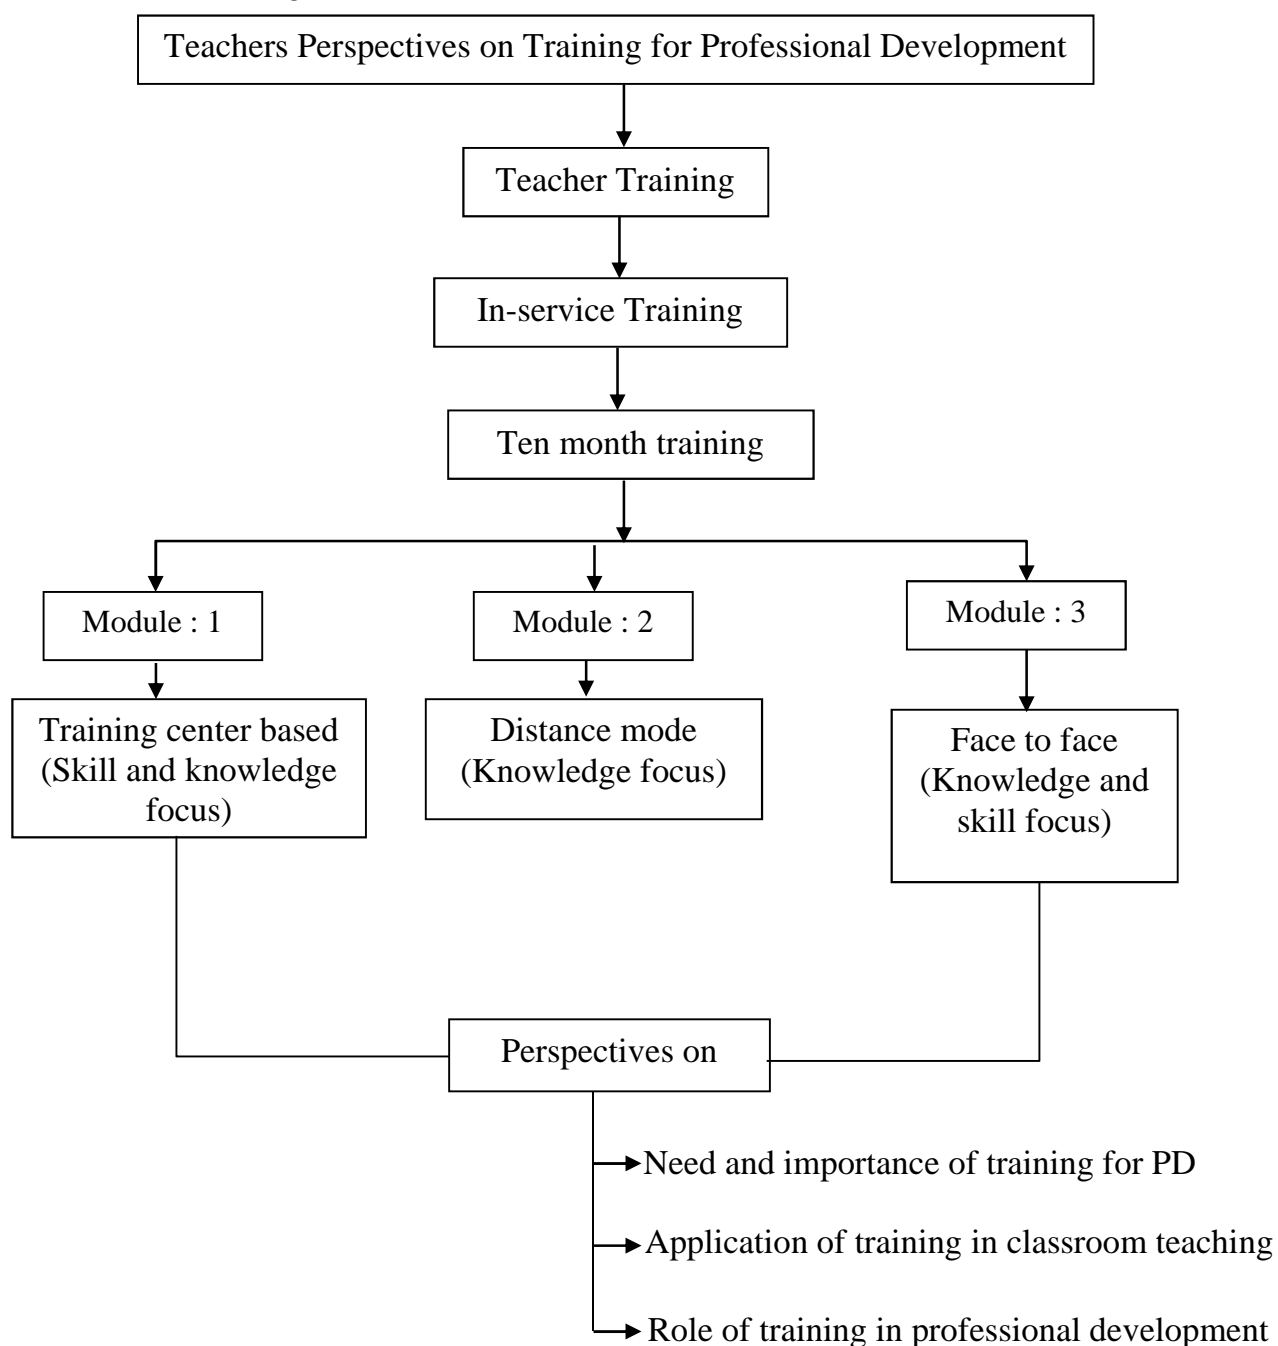 Teachers Perspectives on Training for Professional Development
Teacher Training
In-service Training
Ten month training
Module : 1
Module : 2
Module : 3
Training center based
(Skill and knowledge
focus)
Distance mode
(Knowledge focus)
Face to face
(Knowledge and
skill focus)
Perspectives on
Need and importance of training for PD
Application of training in classroom teaching
Role of training in professional development